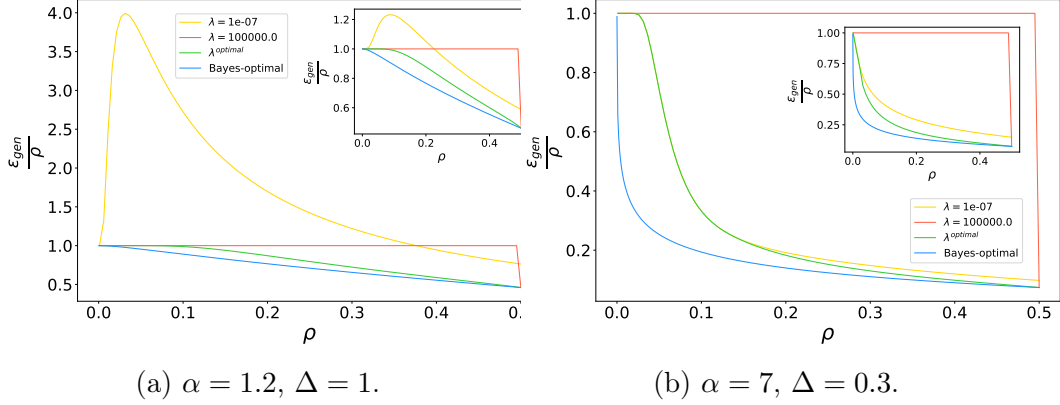 4.0
3.5
3.0
2.5
2.0
1.5
1.0
0.5
ε_gen
ρ
0.0 0.1 0.2 0.3 0.4 0.5
ρ
λ = 1e-07
λ = 100000.0
λ^optimal
Bayes-optimal
1.2
1.0
0.8
0.6
ε_gen
ρ
0.0 0.2 0.4
ρ
(a) α = 1.2, Δ = 1.
1.0
0.8
0.6
0.4
0.2
ε_gen
ρ
0.0 0.1 0.2 0.3 0.4 0.5
ρ
1.00
0.75
0.50
0.25
ε_gen
ρ
0.0 0.2 0.4
ρ
λ = 1e-07
λ = 100000.0
λ^optimal
Bayes-optimal
(b) α = 7, Δ = 0.3.